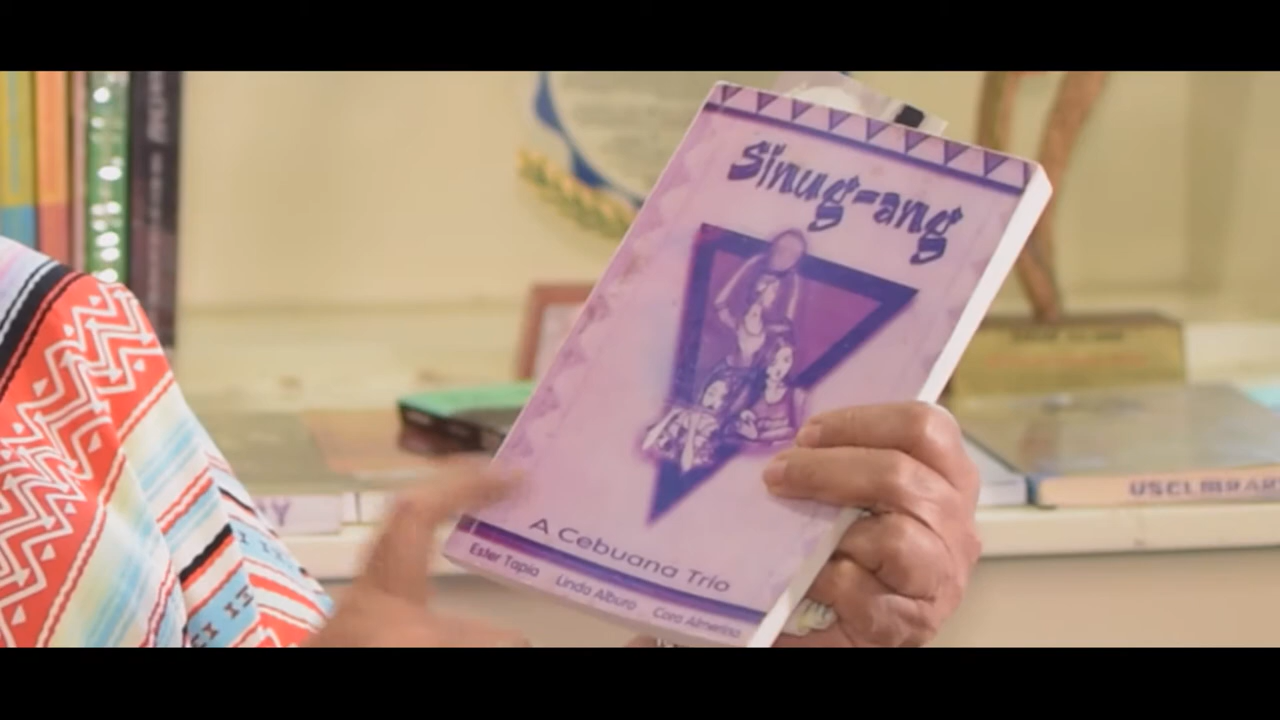 Sinug-ang
A Cebuana Trio
Ester Tapia Linda Alburo Cora Almerino
USC LIBRARY